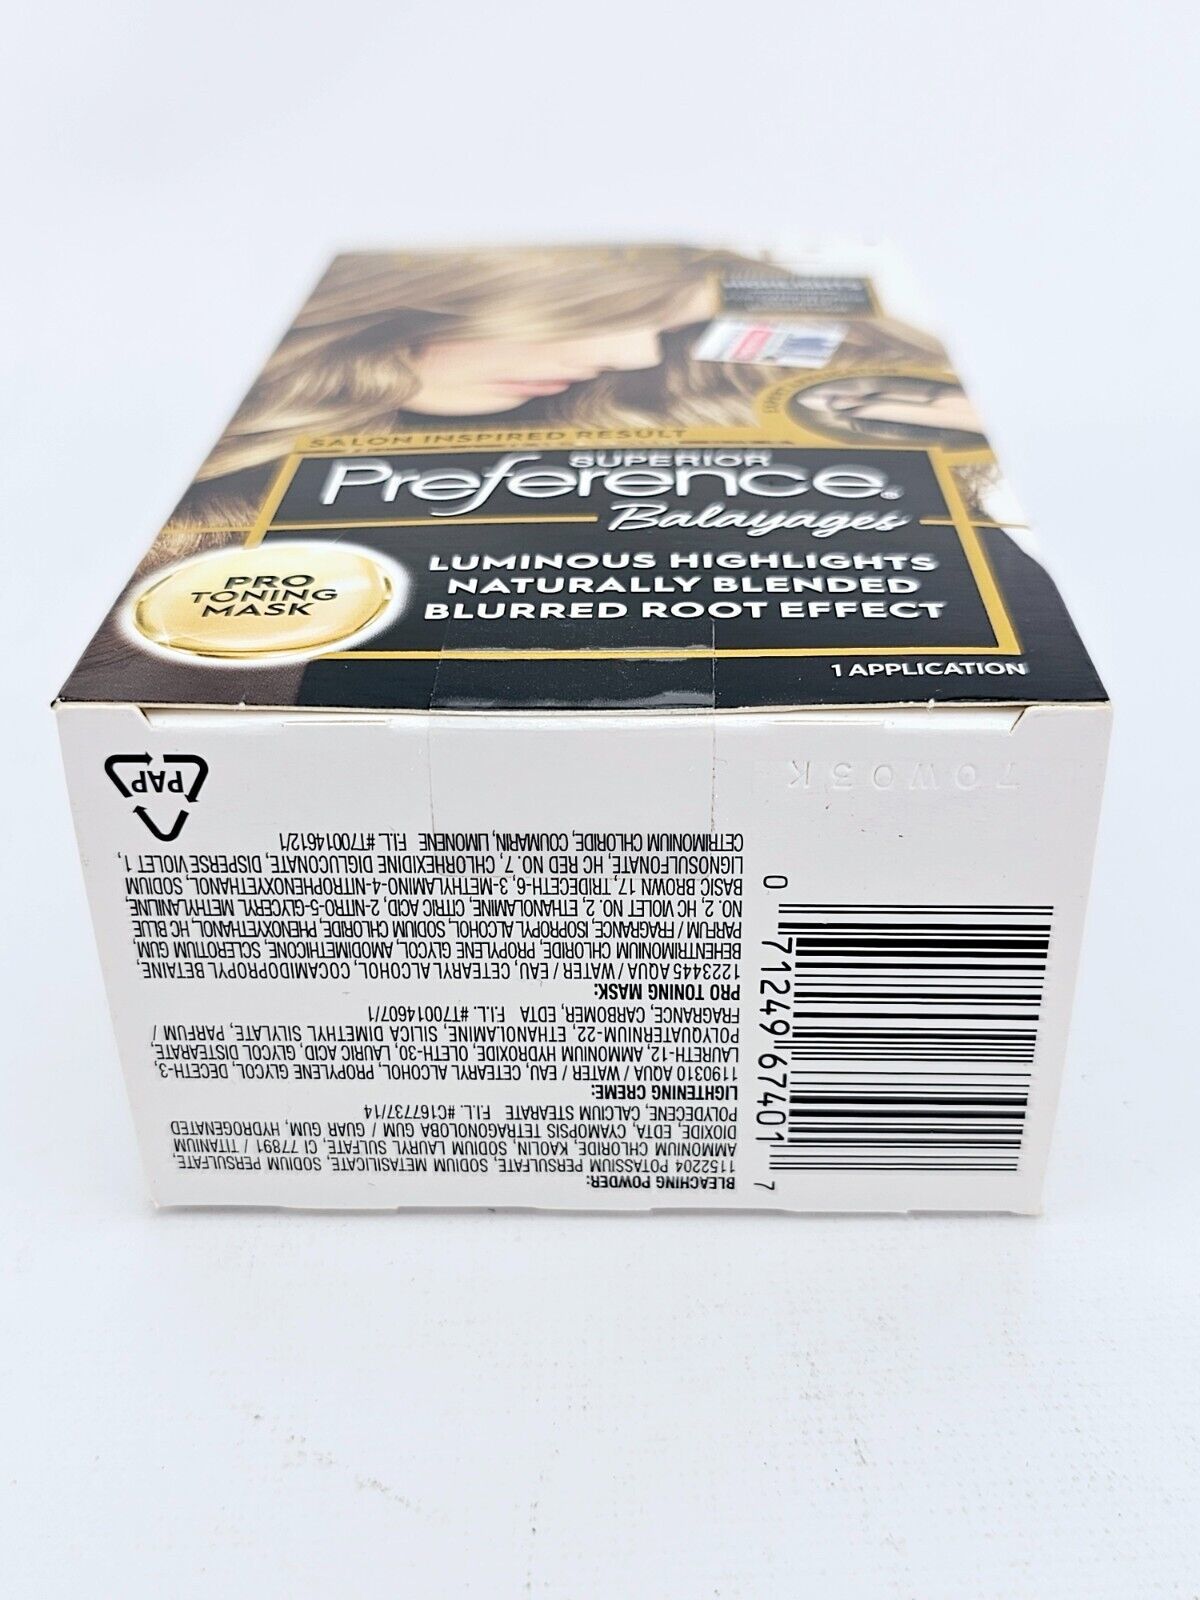 SALON INSPIRED RESULT
SUPERIOR
Preference®
Balayages
LUMINOUS HIGHLIGHTS
NATURALLY BLENDED
BLURRED ROOT EFFECT
PRO
TONING
MASK
1 APPLICATION
70W03K
PAP
BLEACHING POWDER:
1152204 POTASSIUM PERSULFATE, SODIUM METASILICATE, SODIUM PERSULFATE,
AMMONIUM CHLORIDE, KAOLIN, SODIUM LAURYL SULFATE, CI 77891 / TITANIUM
DIOXIDE, EDTA, CYAMOPSIS TETRAGONOLOBA GUM / GUAR GUM, HYDROGENATED
POLYDECENE, CALCIUM STEARATE F.I.L. #C167737/14
LIGHTENING CREME:
1190310 AQUA / WATER / EAU, CETEARYL ALCOHOL, PROPYLENE GLYCOL, DECETH-3,
LAURETH-12, AMMONIUM HYDROXIDE, OLETH-30, LAURIC ACID, GLYCOL DISTEARATE,
POLYQUATERNIUM-22, ETHANOLAMINE, SILICA DIMETHYL SILYLATE, PARFUM /
FRAGRANCE, CARBOMER, EDTA F.I.L. #T70014607/1
PRO TONING MASK:
1223445 AQUA / WATER / EAU, CETEARYL ALCOHOL, COCAMIDOPROPYL BETAINE,
BEHENTRIMONIUM CHLORIDE, PROPYLENE GLYCOL, AMODIMETHICONE, SCLEROTIUM GUM,
PARFUM / FRAGRANCE, ISOPROPYL ALCOHOL, SODIUM CHLORIDE, PHENOXYETHANOL, HC BLUE
NO. 2, HC VIOLET NO. 2, ETHANOLAMINE, CITRIC ACID, 2-NITRO-5-GLYCERYL METHYLANILINE,
BASIC BROWN 17, TRIDECETH-6, 3-METHYLAMINO-4-NITROPHENOXYETHANOL, SODIUM
LIGNOSULFONATE, HC RED NO. 7, CHLORHEXIDINE DIGLUCONATE, DISPERSE VIOLET 1,
CETRIMONIUM CHLORIDE, COUMARIN, LIMONENE F.I.L. #T70014612/1
0 71249 67401 7